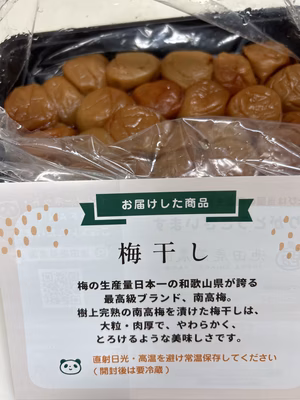 お届けした商品
梅干し
梅の生産量日本一の和歌山県が誇る
最高級ブランド、南高梅。
樹上完熟の南高梅を漬けた梅干しは、
大粒・肉厚で、やわらかく、
とろけるような美味しさです。
直射日光・高温を避け常温保存してください
(開封後は要冷蔵)